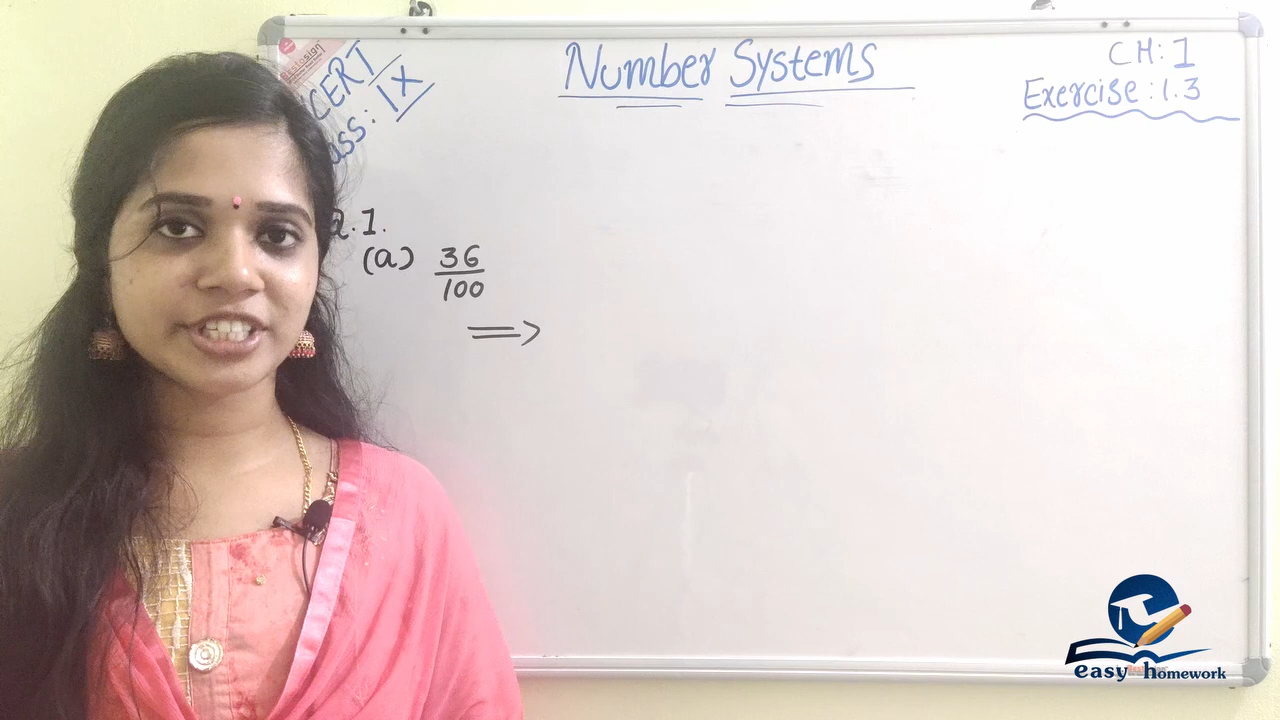 Number Systems
CH: 1
Exercise: 1.3
CERT
ass: IX
Q.1.
(a) 36
100
⟹
easy homework